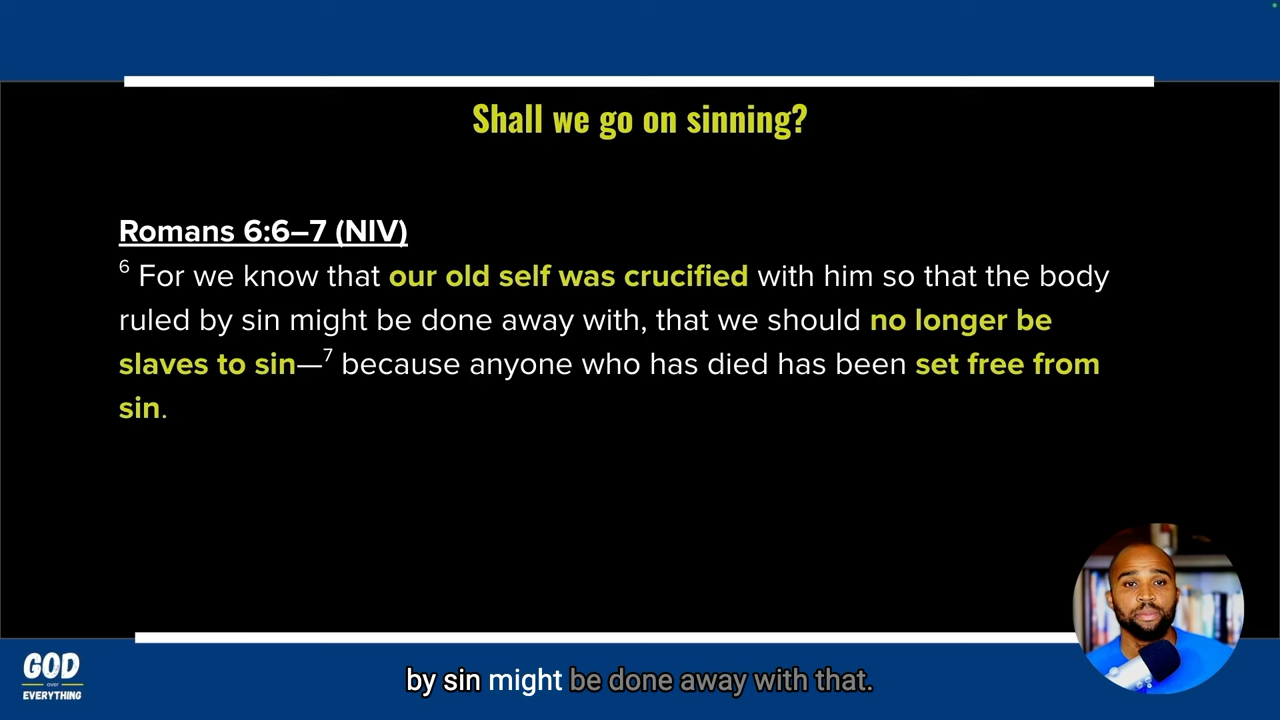 Shall we go on sinning?
Romans 6:6–7 (NIV)
6 For we know that our old self was crucified with him so that the body
ruled by sin might be done away with, that we should no longer be
slaves to sin—7 because anyone who has died has been set free from
sin.
GOD
over
EVERYTHING
by sin might be done away with that.